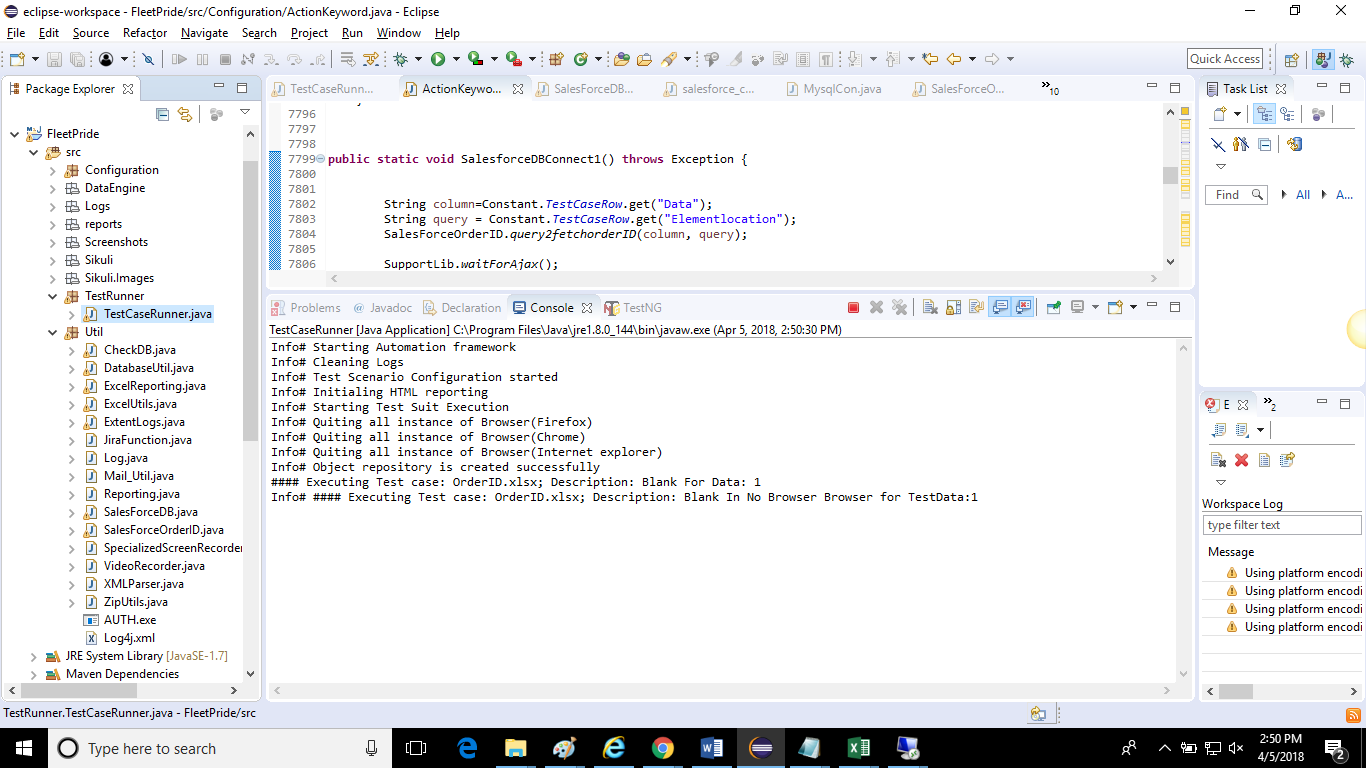 eclipse-workspace - FleetPride/src/Configuration/ActionKeyword.java - Eclipse
File Edit Source Refactor Navigate Search Project Run Window Help
Quick Access
Package Explorer
FleetPride
src
Configuration
DataEngine
Logs
reports
Screenshots
Sikuli
Sikuli.Images
TestRunner
TestCaseRunner.java
Util
CheckDB.java
DatabaseUtil.java
ExcelReporting.java
ExcelUtils.java
ExtentLogs.java
JiraFunction.java
Log.java
Mail_Util.java
Reporting.java
SalesForceDB.java
SalesForceOrderID.java
SpecializedScreenRecorder
VideoRecorder.java
XMLParser.java
ZipUtils.java
AUTH.exe
Log4j.xml
JRE System Library [JavaSE-1.7]
Maven Dependencies
TestCaseRunn... ActionKeywo... SalesForceDB... salesforce_c... MysqlCon.java SalesForceO... »10
7796
7797
7798
7799 public static void SalesforceDBConnect1() throws Exception {
7800
7801
7802 String column=Constant.TestCaseRow.get("Data");
7803 String query = Constant.TestCaseRow.get("Elementlocation");
7804 SalesForceOrderID.query2fetchorderID(column, query);
7805
7806 SupportLib.waitForAjax();
Problems @ Javadoc Declaration Console TestNG
TestCaseRunner [Java Application] C:\Program Files\Java\jre1.8.0_144\bin\javaw.exe (Apr 5, 2018, 2:50:30 PM)
Info# Starting Automation framework
Info# Cleaning Logs
Info# Test Scenario Configuration started
Info# Initialing HTML reporting
Info# Starting Test Suit Execution
Info# Quiting all instance of Browser(Firefox)
Info# Quiting all instance of Browser(Chrome)
Info# Quiting all instance of Browser(Internet explorer)
Info# Object repository is created successfully
#### Executing Test case: OrderID.xlsx; Description: Blank For Data: 1
Info# #### Executing Test case: OrderID.xlsx; Description: Blank In No Browser Browser for TestData:1
Task List
Find All A...
E »2
Workspace Log
type filter text
Message
Using platform encodi
Using platform encodi
Using platform encodi
Using platform encodi
TestRunner.TestCaseRunner.java - FleetPride/src
Type here to search
2:50 PM
4/5/2018
2